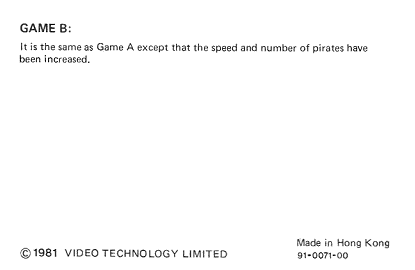 GAME B:
It is the same as Game A except that the speed and number of pirates have
been increased.
Made in Hong Kong
© 1981 VIDEO TECHNOLOGY LIMITED
91-0071-00